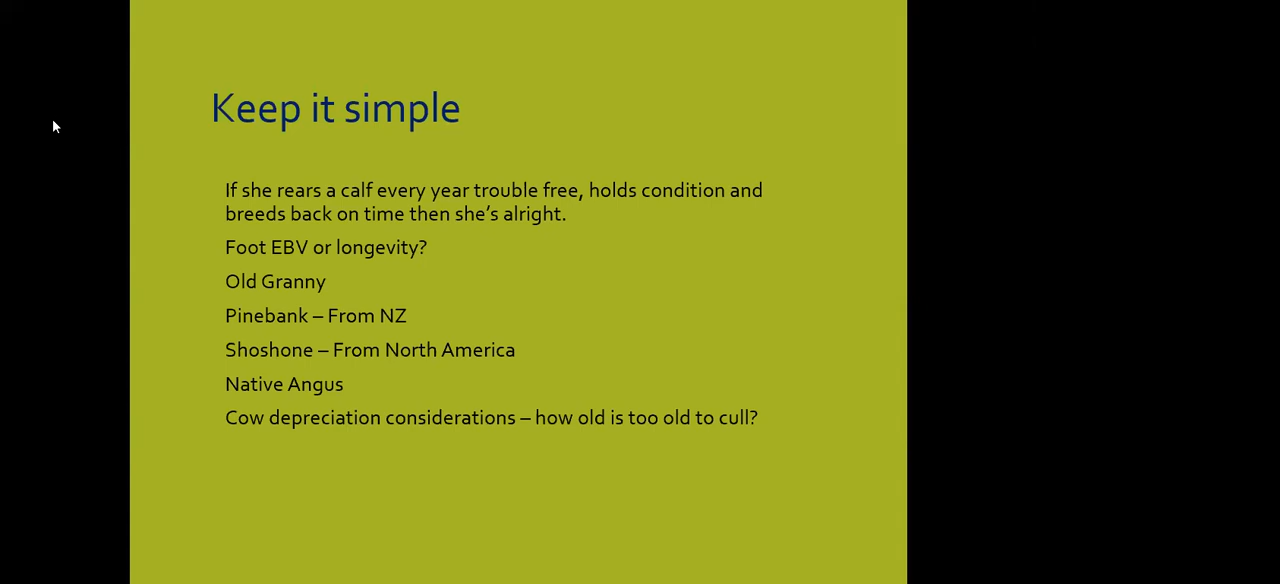 Keep it simple
If she rears a calf every year trouble free, holds condition and
breeds back on time then she’s alright.
Foot EBV or longevity?
Old Granny
Pinebank – From NZ
Shoshone – From North America
Native Angus
Cow depreciation considerations – how old is too old to cull?